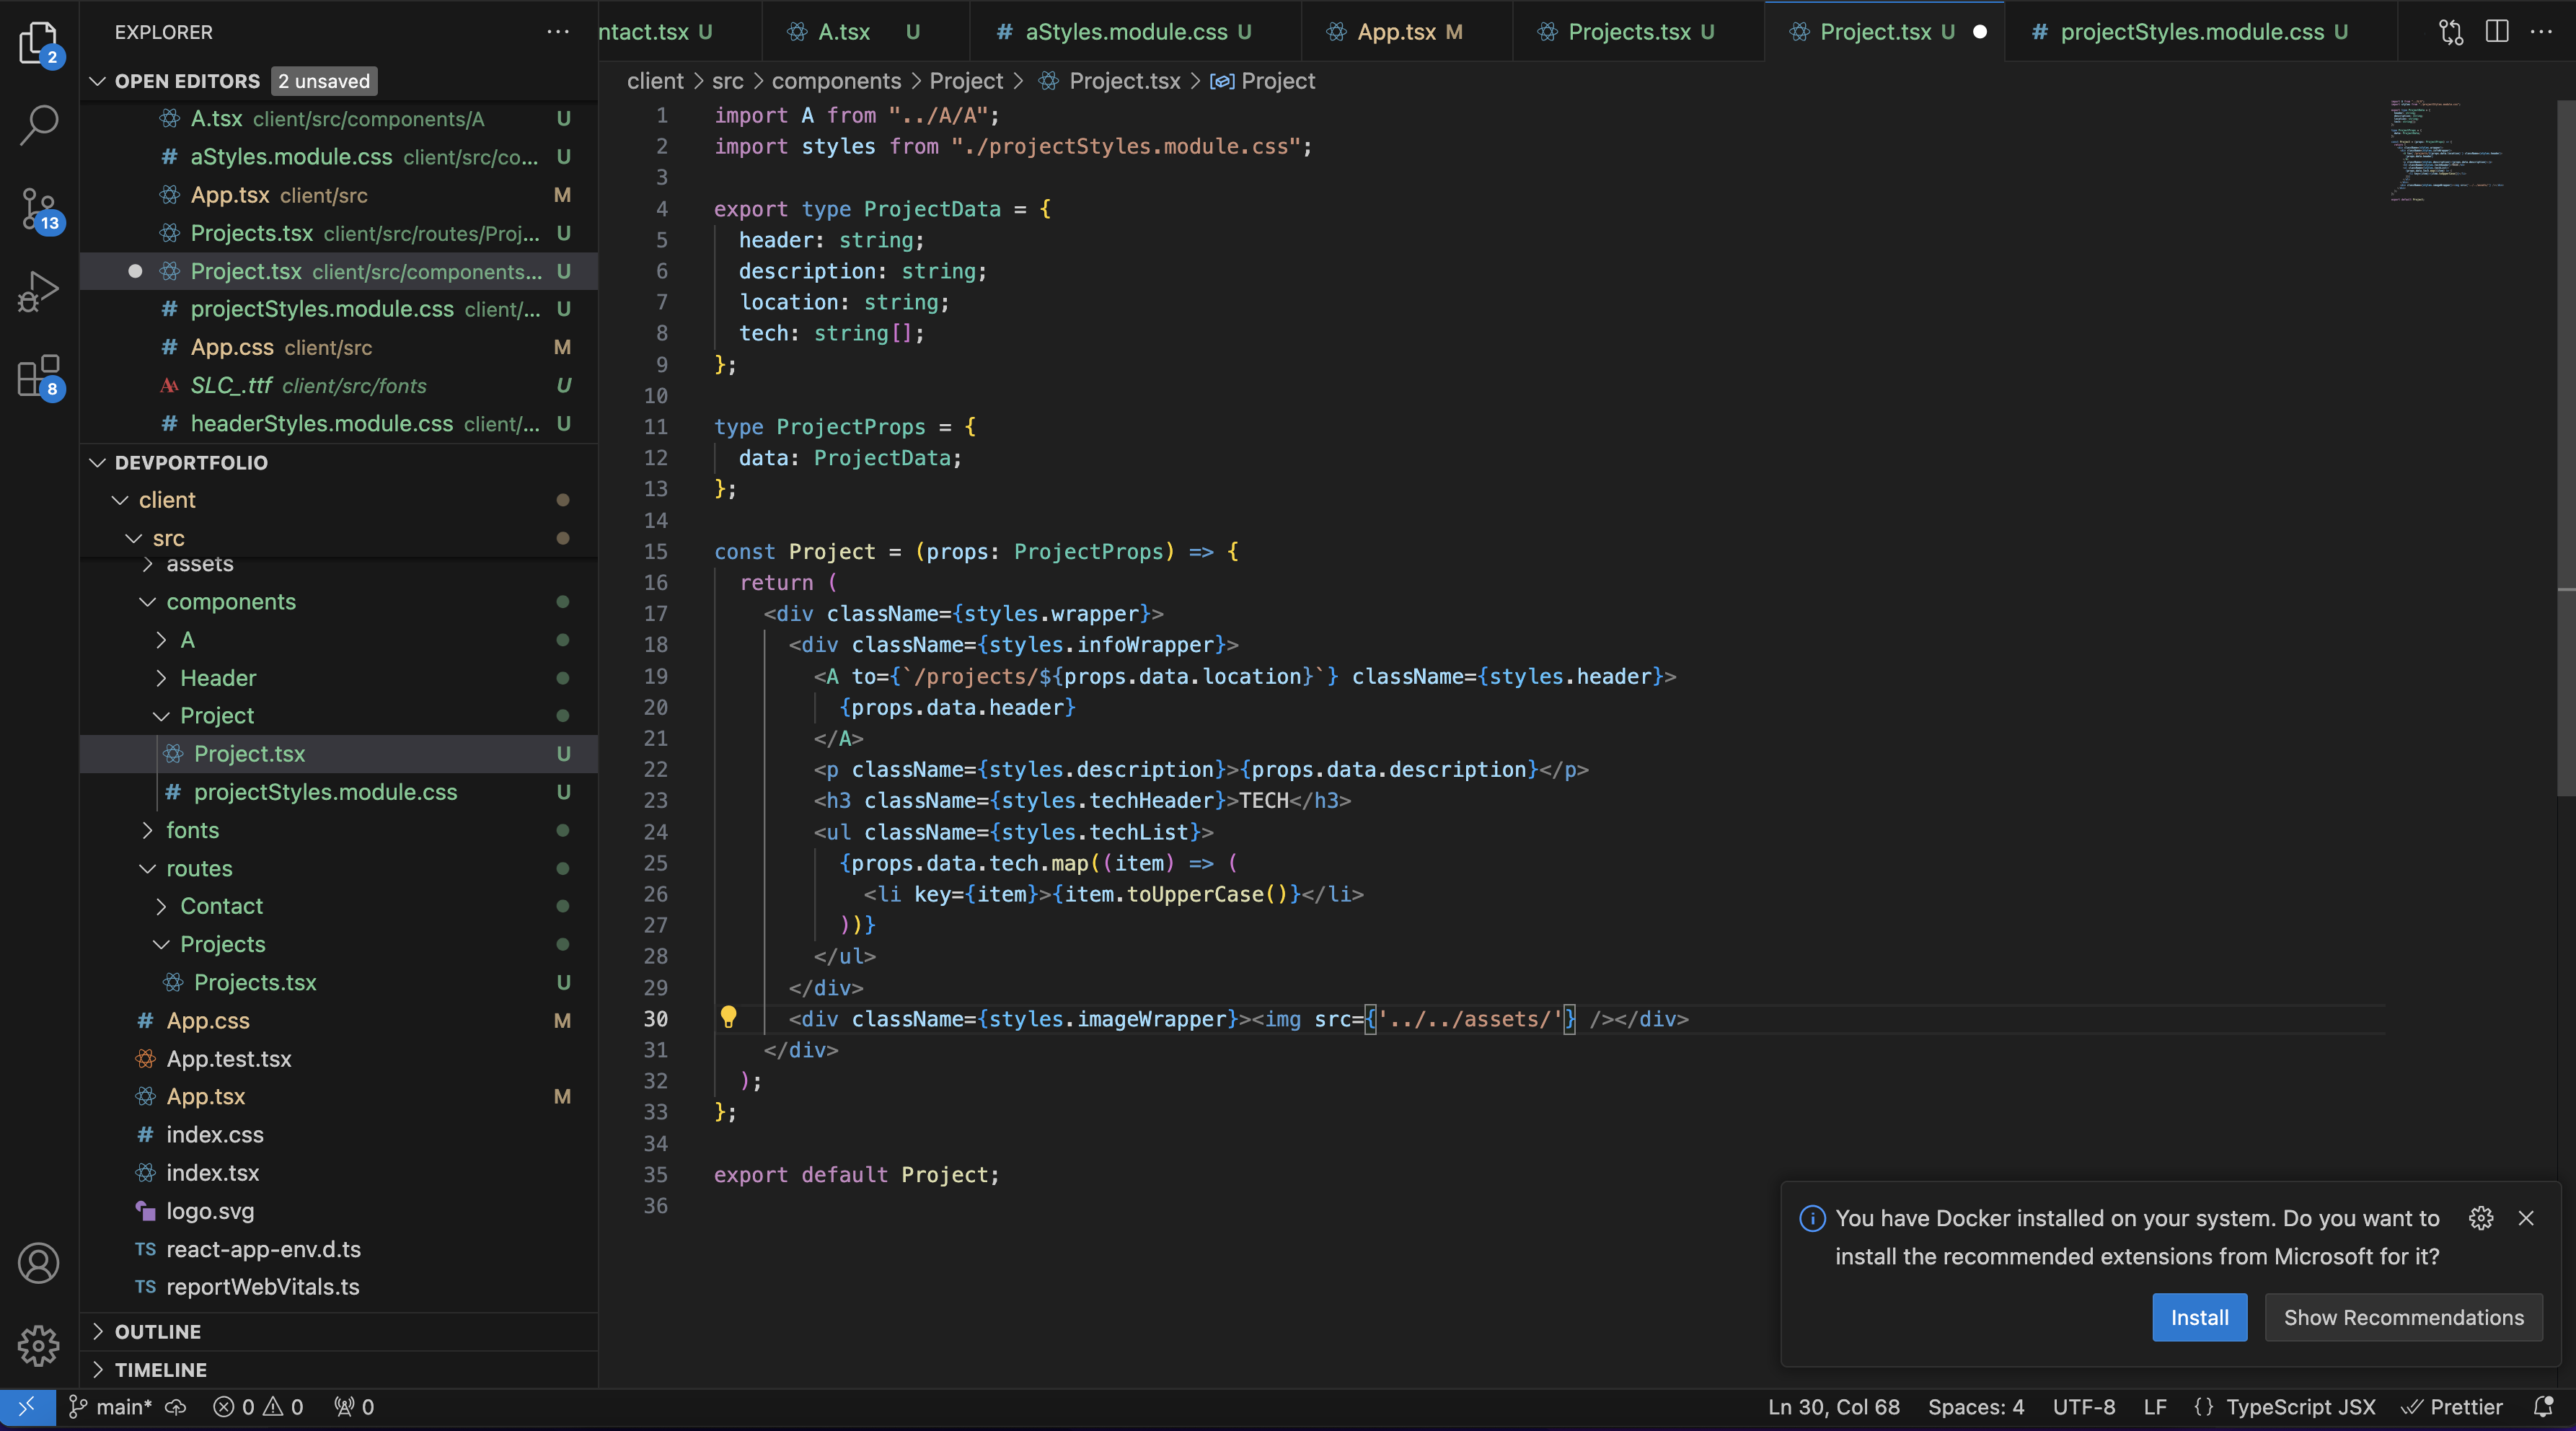 EXPLORER
OPEN EDITORS 2 unsaved
A.tsx client/src/components/A U
aStyles.module.css client/src/co... U
App.tsx client/src M
Projects.tsx client/src/routes/Proj... U
Project.tsx client/src/components... U
projectStyles.module.css client/... U
App.css client/src M
SLC_.ttf client/src/fonts U
headerStyles.module.css client/... U
DEVPORTFOLIO
client
src
assets
components
A
Header
Project
Project.tsx U
projectStyles.module.css U
fonts
routes
Contact
Projects
Projects.tsx U
App.css M
App.test.tsx
App.tsx M
index.css
index.tsx
logo.svg
TS react-app-env.d.ts
TS reportWebVitals.ts
OUTLINE
TIMELINE
2
13
8
ntact.tsx U A.tsx U # aStyles.module.css U App.tsx M Projects.tsx U Project.tsx U # projectStyles.module.css U
client > src > components > Project > Project.tsx > Project
1 import A from "../A/A";
2 import styles from "./projectStyles.module.css";
3
4 export type ProjectData = {
5 header: string;
6 description: string;
7 location: string;
8 tech: string[];
9 };
10
11 type ProjectProps = {
12 data: ProjectData;
13 };
14
15 const Project = (props: ProjectProps) => {
16 return (
17 <div className={styles.wrapper}>
18 <div className={styles.infoWrapper}>
19 <A to={`/projects/${props.data.location}`} className={styles.header}>
20 {props.data.header}
21 </A>
22 <p className={styles.description}>{props.data.description}</p>
23 <h3 className={styles.techHeader}>TECH</h3>
24 <ul className={styles.techList}>
25 {props.data.tech.map((item) => (
26 <li key={item}>{item.toUpperCase()}</li>
27 ))}
28 </ul>
29 </div>
30 <div className={styles.imageWrapper}><img src={'../../assets/'} /></div>
31 </div>
32 );
33 };
34
35 export default Project;
36
You have Docker installed on your system. Do you want to
install the recommended extensions from Microsoft for it?
Install Show Recommendations
main* 0 0 0 Ln 30, Col 68 Spaces: 4 UTF-8 LF {} TypeScript JSX Prettier